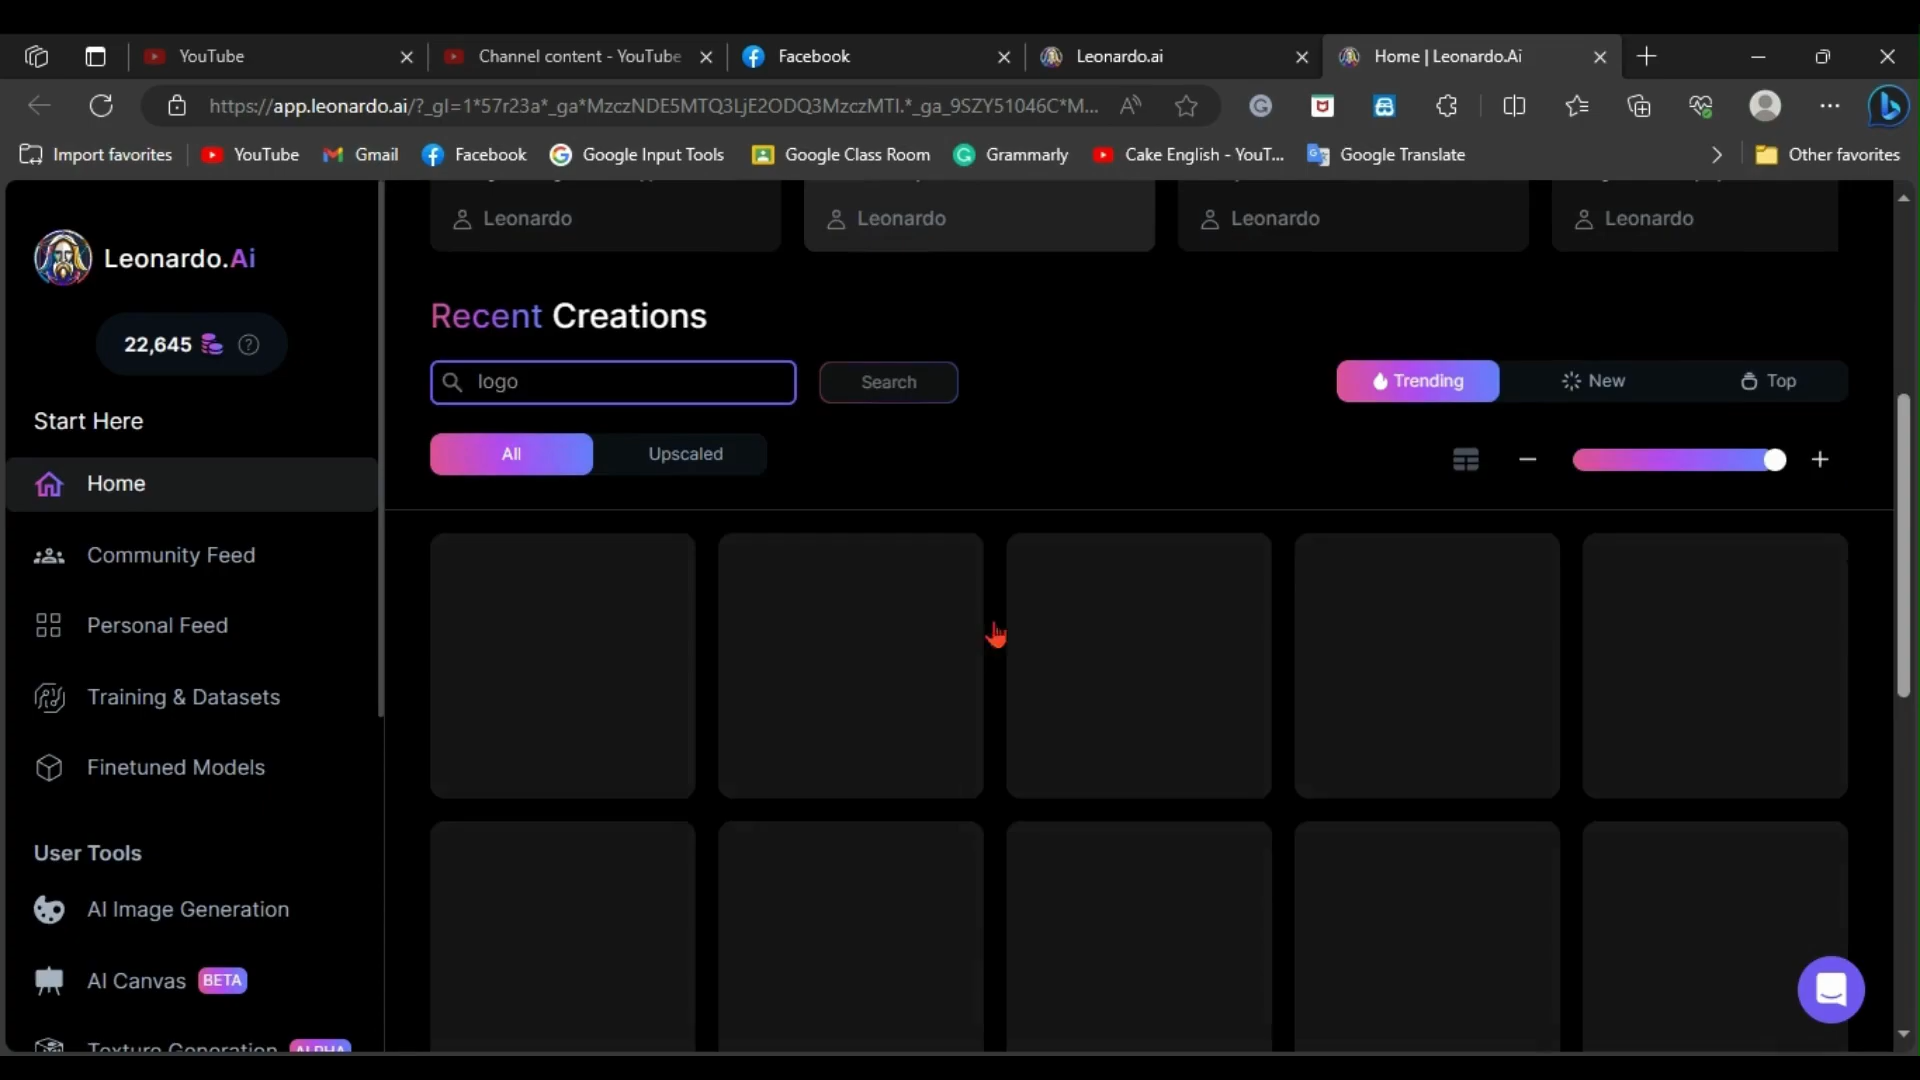 YouTube
Channel content - YouTube
Facebook
Leonardo.ai
Home | Leonardo.Ai
https://app.leonardo.ai/?_gl=1*57r23a*_ga*MzczNDE5MTQ3LjE2ODQ3MzczMTI.*_ga_9SZY51046C*M...
Import favorites
YouTube
Gmail
Facebook
Google Input Tools
Google Class Room
Grammarly
Cake English - YouT...
Google Translate
Other favorites
Leonardo.Ai
22,645
Start Here
Home
Community Feed
Personal Feed
Training & Datasets
Finetuned Models
User Tools
AI Image Generation
AI Canvas BETA
Texture Generation ALPHA
Leonardo
Leonardo
Leonardo
Leonardo
Recent Creations
logo
Search
Trending
New
Top
All
Upscaled